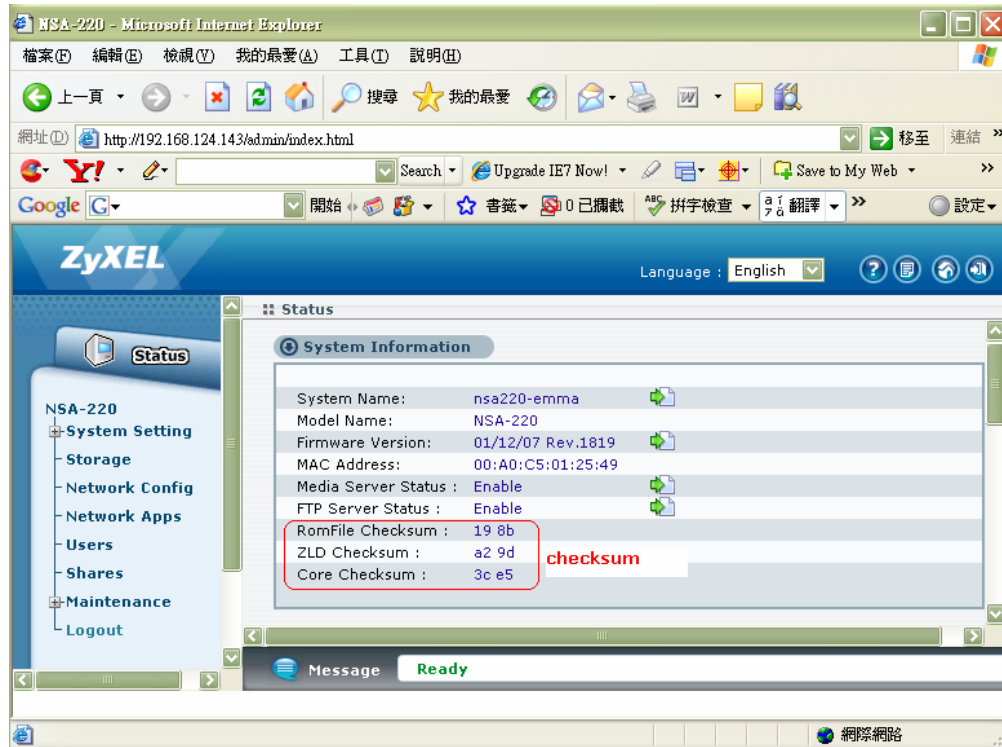 NSA-220 - Microsoft Internet Explorer
檔案(F) 編輯(E) 檢視(V) 我的最愛(A) 工具(T) 說明(H)
上一頁 搜尋 我的最愛
網址(D) http://192.168.124.143/admin/index.html 移至 連結 »
Y! Search Upgrade IE7 Now! Save to My Web »
Google G 開始 書籤 0 已攔截 ABC 拼字檢查 翻譯 » 設定
ZyXEL
Language : English
Status
Status
System Information
System Name: nsa220-emma
Model Name: NSA-220
Firmware Version: 01/12/07 Rev.1819
MAC Address: 00:A0:C5:01:25:49
Media Server Status : Enable
FTP Server Status : Enable
RomFile Checksum : 19 8b
ZLD Checksum : a2 9d
Core Checksum : 3c e5
checksum
NSA-220
System Setting
Storage
Network Config
Network Apps
Users
Shares
Maintenance
Logout
Message Ready
網際網路